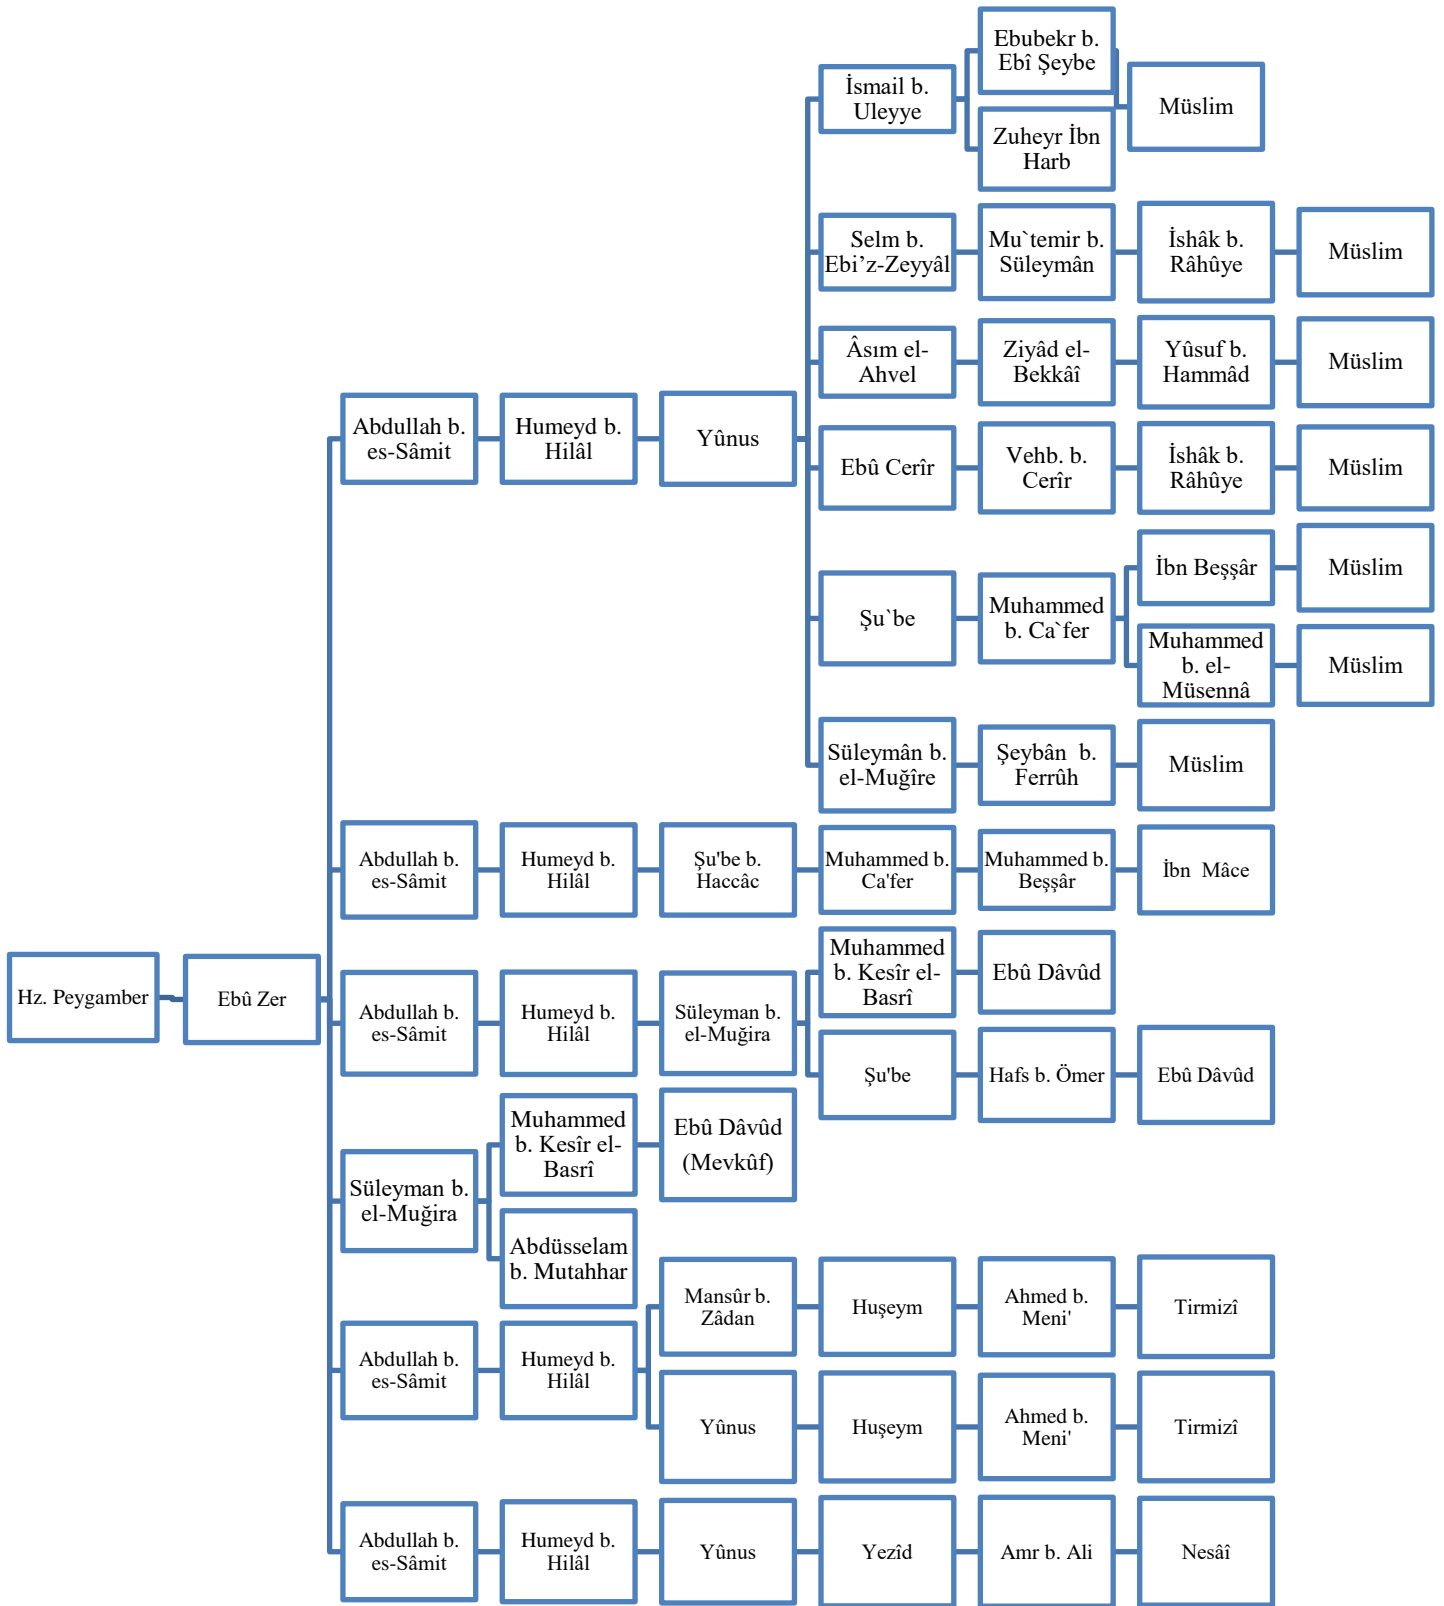 Hz. Peygamber
Ebû Zer
Abdullah b.
es-Sâmit
Humeyd b.
Hilâl
Yûnus
İsmail b.
Uleyye
Ebubekr b.
Ebî Şeybe
Zuheyr İbn
Harb
Müslim
Selm b.
Ebi’z-Zeyyâl
Mu`temir b.
Süleymân
İshâk b.
Râhûye
Müslim
Âsım el-
Ahvel
Ziyâd el-
Bekkâî
Yûsuf b.
Hammâd
Müslim
Ebû Cerîr
Vehb. b.
Cerîr
İshâk b.
Râhûye
Müslim
Şu`be
Muhammed
b. Ca`fer
İbn Beşşâr
Müslim
Muhammed
b. el-
Müsennâ
Müslim
Süleymân b.
el-Muğîre
Şeybân  b.
Ferrûh
Müslim
Abdullah b.
es-Sâmit
Humeyd b.
Hilâl
Şu'be b.
Haccâc
Muhammed b.
Ca'fer
Muhammed b.
Beşşâr
İbn  Mâce
Abdullah b.
es-Sâmit
Humeyd b.
Hilâl
Süleyman b.
el-Muğira
Muhammed
b. Kesîr el-
Basrî
Ebû Dâvûd
Şu'be
Hafs b. Ömer
Ebû Dâvûd
Süleyman b.
el-Muğira
Muhammed
b. Kesîr el-
Basrî
Ebû Dâvûd
(Mevkûf)
Abdüsselam
b. Mutahhar
Abdullah b.
es-Sâmit
Humeyd b.
Hilâl
Mansûr b.
Zâdan
Huşeym
Ahmed b.
Meni'
Tirmizî
Yûnus
Huşeym
Ahmed b.
Meni'
Tirmizî
Abdullah b.
es-Sâmit
Humeyd b.
Hilâl
Yûnus
Yezîd
Amr b. Ali
Nesâî